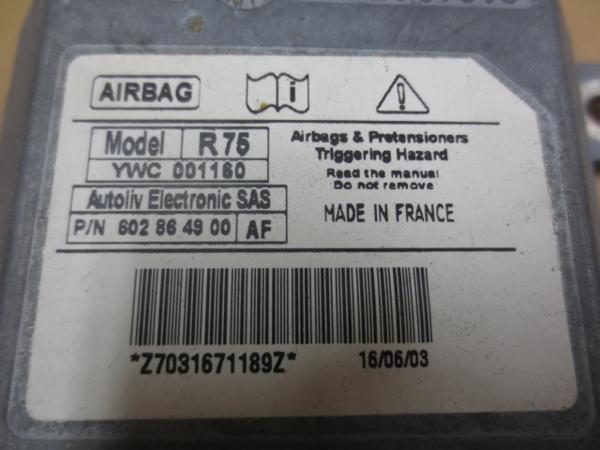 AIRBAG
i
Model R 75
YWC 001160
Autoliv Electronic SAS
P/N 602 86 49 00 AF
Airbags & Pretensioners
Triggering Hazard
Read the manual
Do not remove
MADE IN FRANCE
*Z7031671189Z*
16/06/03